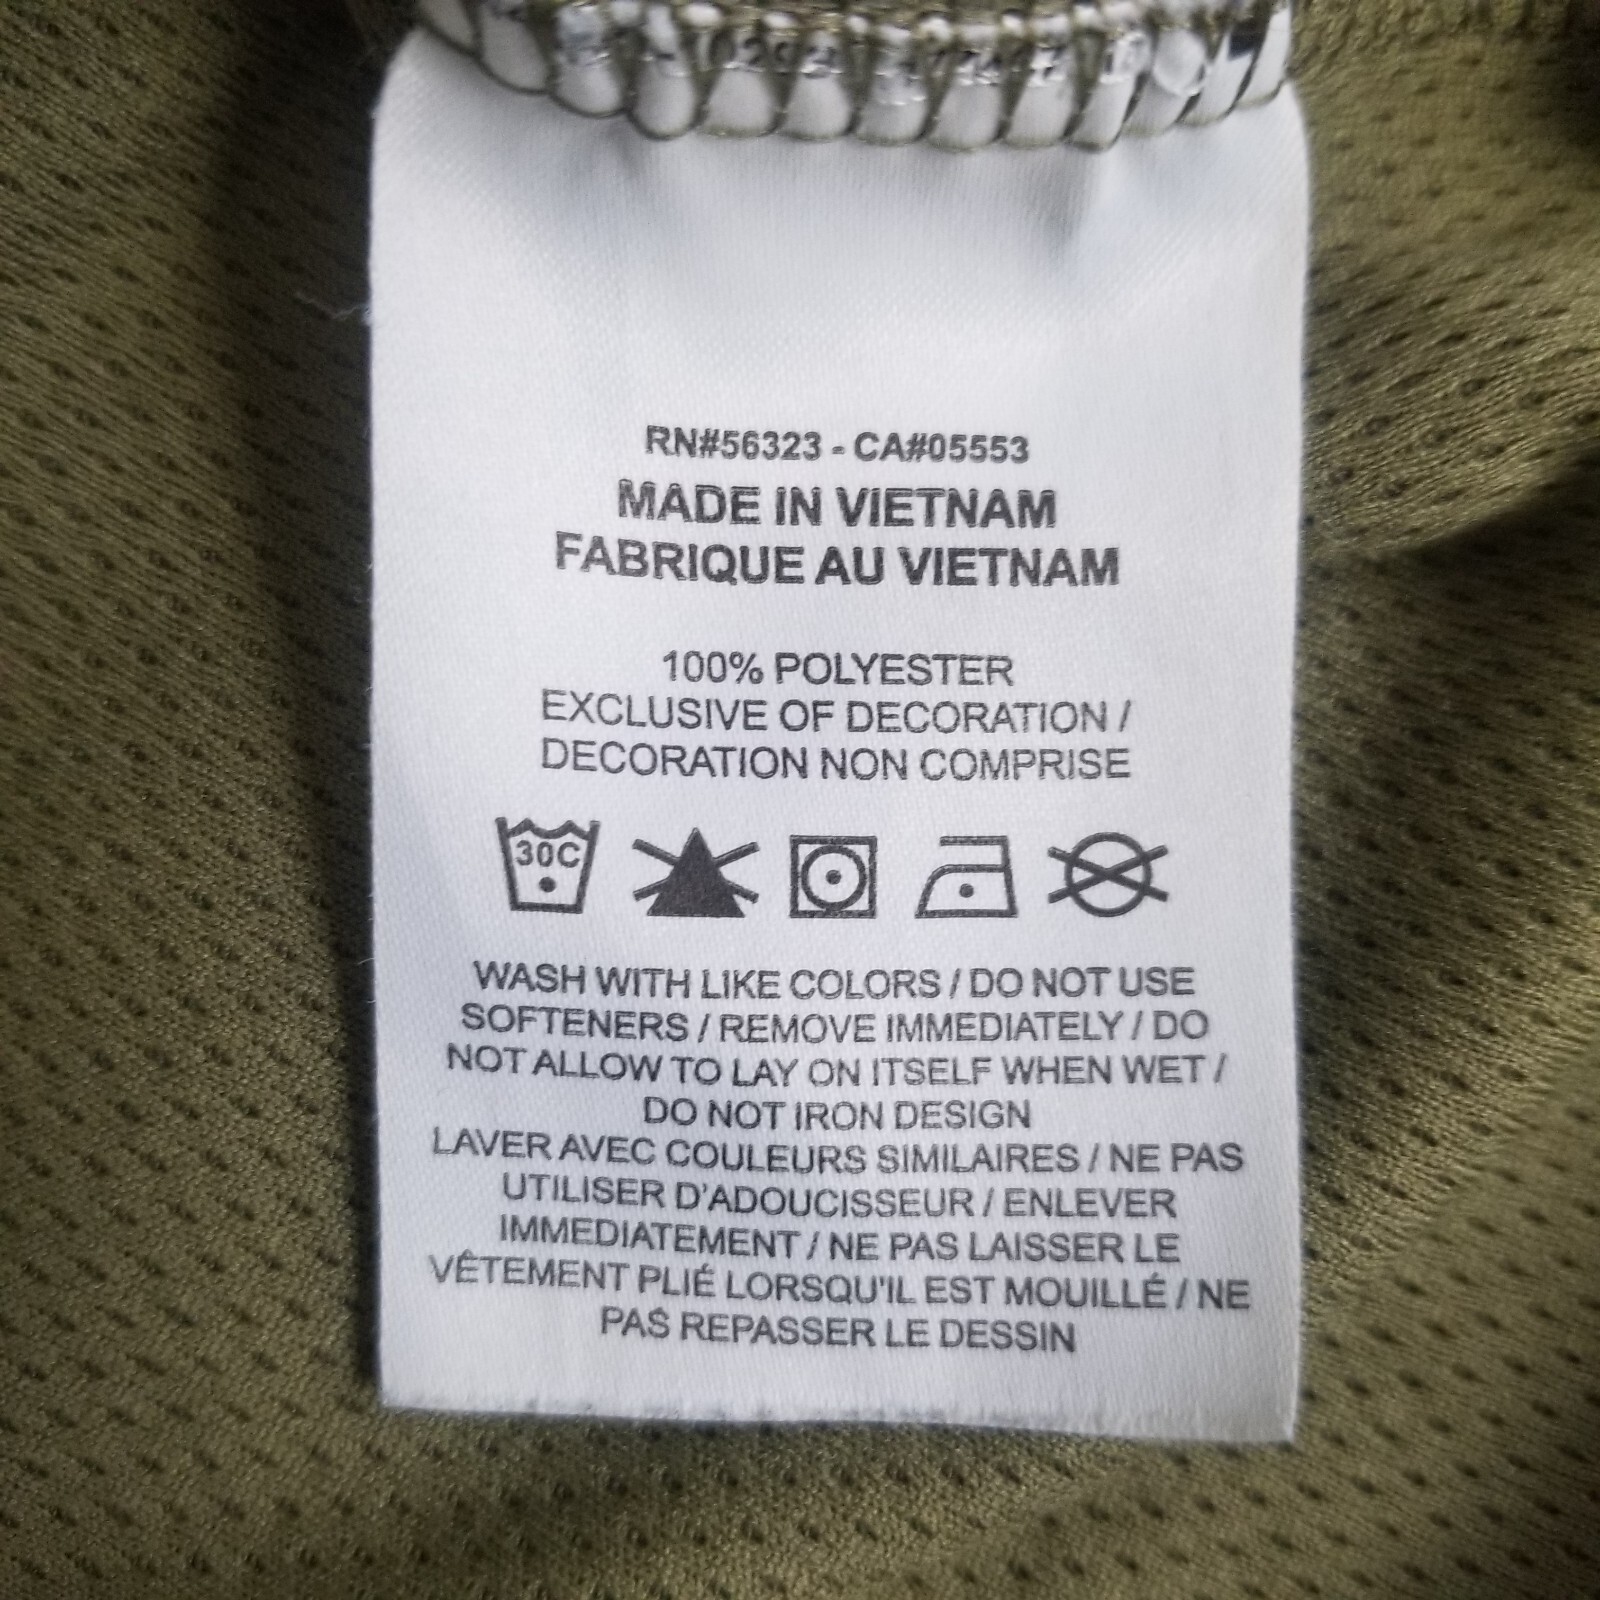 RN#56323 - CA#05553
MADE IN VIETNAM
FABRIQUE AU VIETNAM
100% POLYESTER
EXCLUSIVE OF DECORATION /
DECORATION NON COMPRISE
30C
WASH WITH LIKE COLORS / DO NOT USE
SOFTENERS / REMOVE IMMEDIATELY / DO
NOT ALLOW TO LAY ON ITSELF WHEN WET /
DO NOT IRON DESIGN
LAVER AVEC COULEURS SIMILAIRES / NE PAS
UTILISER D'ADOUCISSEUR / ENLEVER
IMMEDIATEMENT / NE PAS LAISSER LE
VÊTEMENT PLIÉ LORSQU'IL EST MOUILLÉ / NE
PAS REPASSER LE DESSIN